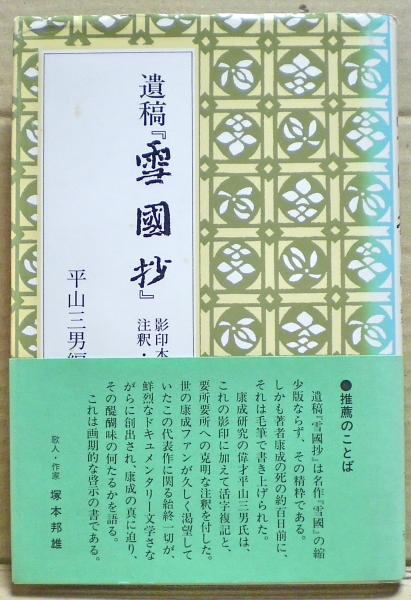 遺稿『雪國抄』
影印本
注釈・
平山三男編
●推薦のことば
遺稿『雪國抄』は名作『雪國』の縮
少版ならず、その精粋である。
しかも著者康成の死の約百日前に、
それは毛筆で書き上げられた。
康成研究の偉才平山三男氏は、
これの影印に加えて活字複記と、
要所要所への克明な注釈を付した。
世の康成ファンが久しく渇望して
いたこの代表作に関る始終一切が、
鮮烈なドキュメンタリー文学さな
がらに創出され、康成の真に迫り、
その醍醐味の何たるかを語る。
これは画期的な啓示の書である。
歌人・作家 塚本邦雄